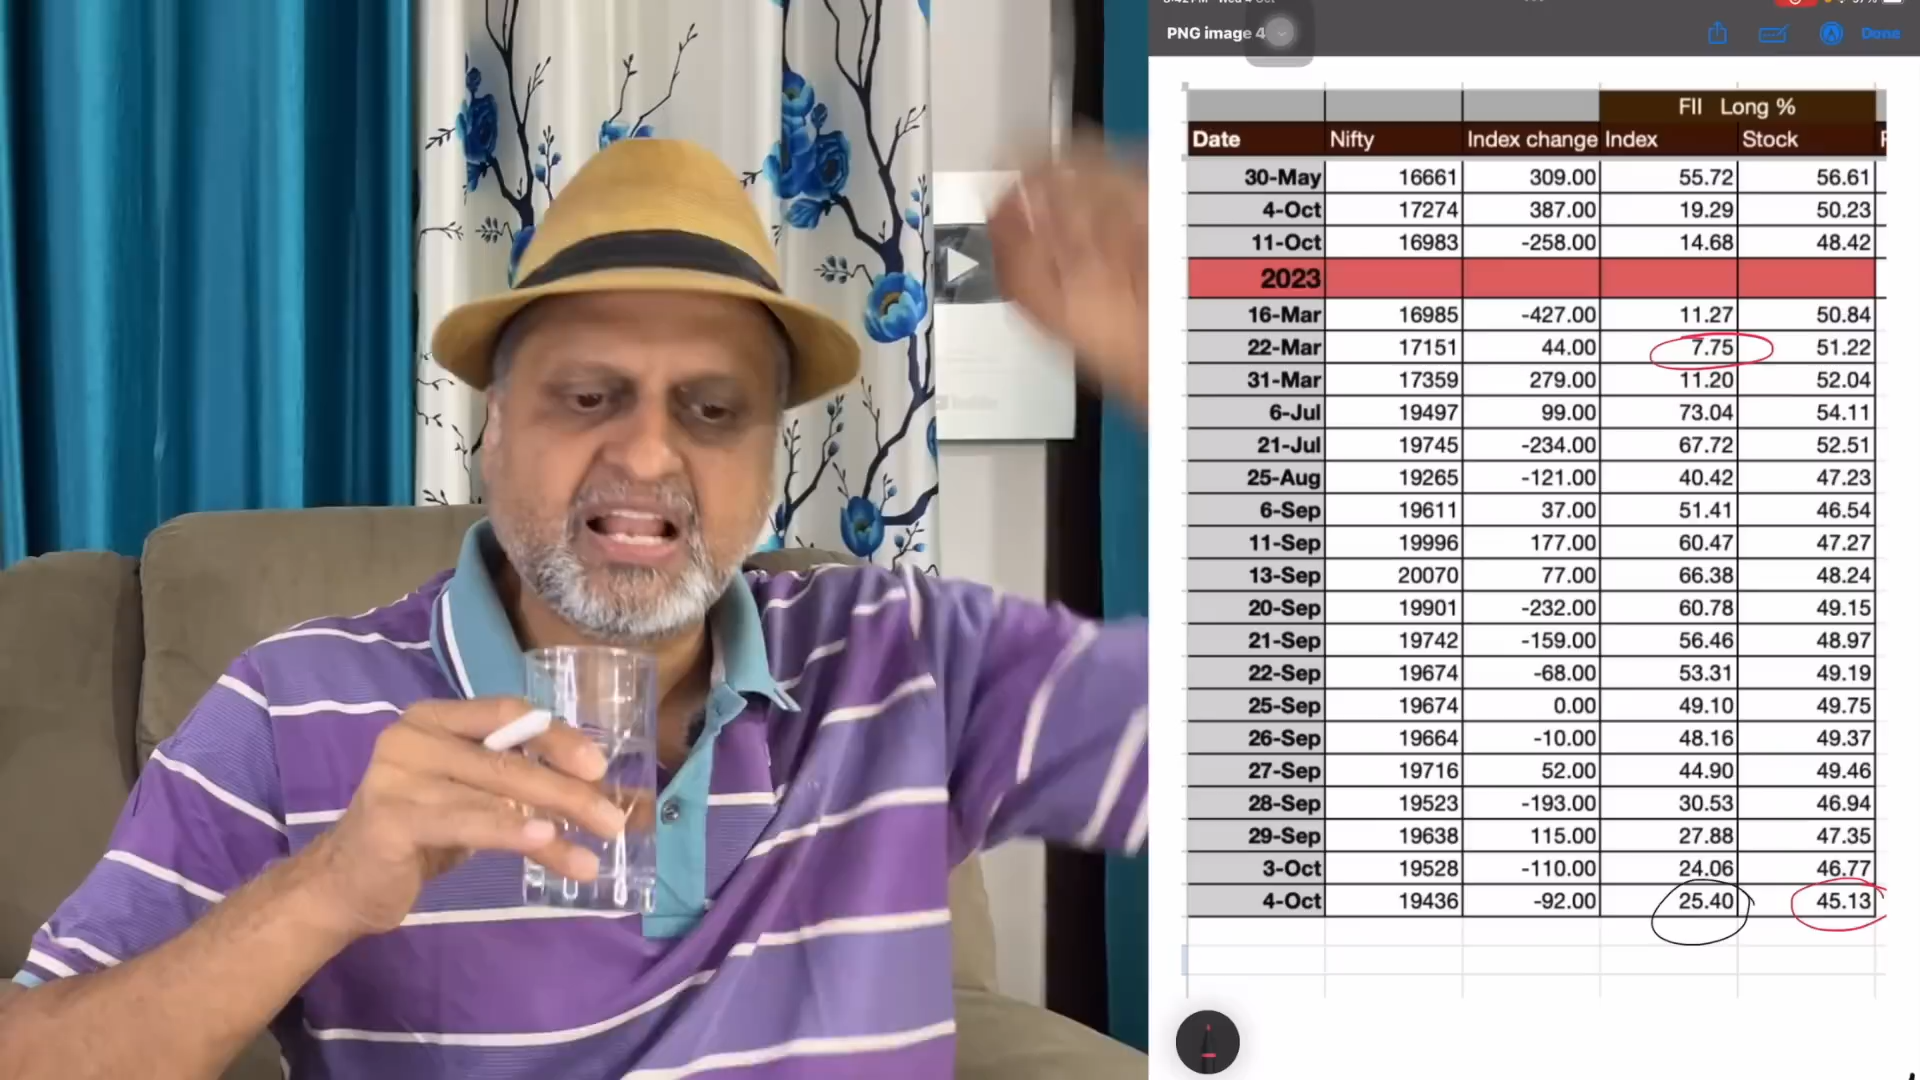 PNG image 4
Done
FII Long %
Date Nifty Index change Index Stock
30-May 16661 309.00 55.72 56.61
4-Oct 17274 387.00 19.29 50.23
11-Oct 16983 -258.00 14.68 48.42
2023
16-Mar 16985 -427.00 11.27 50.84
22-Mar 17151 44.00 7.75 51.22
31-Mar 17359 279.00 11.20 52.04
6-Jul 19497 99.00 73.04 54.11
21-Jul 19745 -234.00 67.72 52.51
25-Aug 19265 -121.00 40.42 47.23
6-Sep 19611 37.00 51.41 46.54
11-Sep 19996 177.00 60.47 47.27
13-Sep 20070 77.00 66.38 48.24
20-Sep 19901 -232.00 60.78 49.15
21-Sep 19742 -159.00 56.46 48.97
22-Sep 19674 -68.00 53.31 49.19
25-Sep 19674 0.00 49.10 49.75
26-Sep 19664 -10.00 48.16 49.37
27-Sep 19716 52.00 44.90 49.46
28-Sep 19523 -193.00 30.53 46.94
29-Sep 19638 115.00 27.88 47.35
3-Oct 19528 -110.00 24.06 46.77
4-Oct 19436 -92.00 25.40 45.13